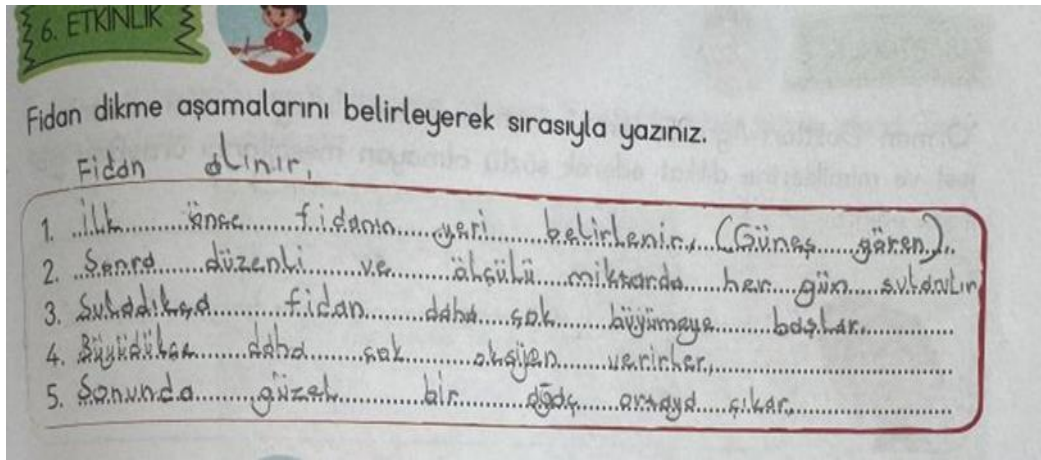 6. ETKİNLİK
Fidan dikme aşamalarını belirleyerek sırasıyla yazınız.
Fidan alınır,
1. İlk önce fidanın yeri belirlenir, (Güneş gören)
2. Sonra düzenli ve ölçülü miktarda her gün sulanır
3. Suladıkça fidan daha çok büyümeye başlar.
4. Büyüdükçe daha çok oksijen verirler,
5. Sonunda güzel bir ağaç ortaya çıkar,